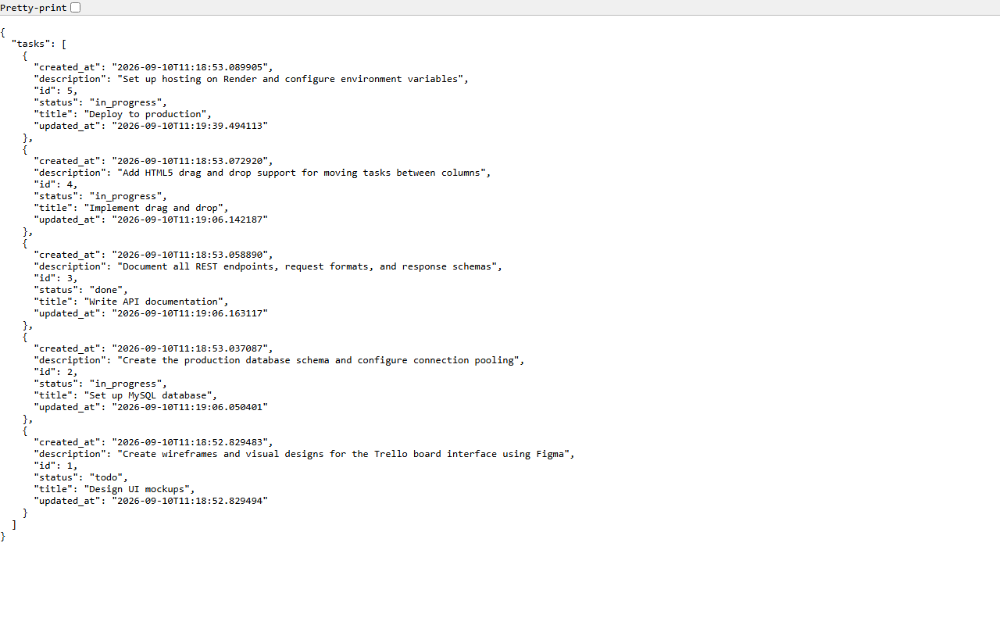 Pretty-print
{
  "tasks": [
    {
      "created_at": "2026-09-10T11:18:53.089905",
      "description": "Set up hosting on Render and configure environment variables",
      "id": 5,
      "status": "in_progress",
      "title": "Deploy to production",
      "updated_at": "2026-09-10T11:19:39.494113"
    },
    {
      "created_at": "2026-09-10T11:18:53.072920",
      "description": "Add HTML5 drag and drop support for moving tasks between columns",
      "id": 4,
      "status": "in_progress",
      "title": "Implement drag and drop",
      "updated_at": "2026-09-10T11:19:06.142187"
    },
    {
      "created_at": "2026-09-10T11:18:53.058890",
      "description": "Document all REST endpoints, request formats, and response schemas",
      "id": 3,
      "status": "done",
      "title": "Write API documentation",
      "updated_at": "2026-09-10T11:19:06.163117"
    },
    {
      "created_at": "2026-09-10T11:18:53.037087",
      "description": "Create the production database schema and configure connection pooling",
      "id": 2,
      "status": "in_progress",
      "title": "Set up MySQL database",
      "updated_at": "2026-09-10T11:19:06.050401"
    },
    {
      "created_at": "2026-09-10T11:18:52.829483",
      "description": "Create wireframes and visual designs for the Trello board interface using Figma",
      "id": 1,
      "status": "todo",
      "title": "Design UI mockups",
      "updated_at": "2026-09-10T11:18:52.829494"
    }
  ]
}